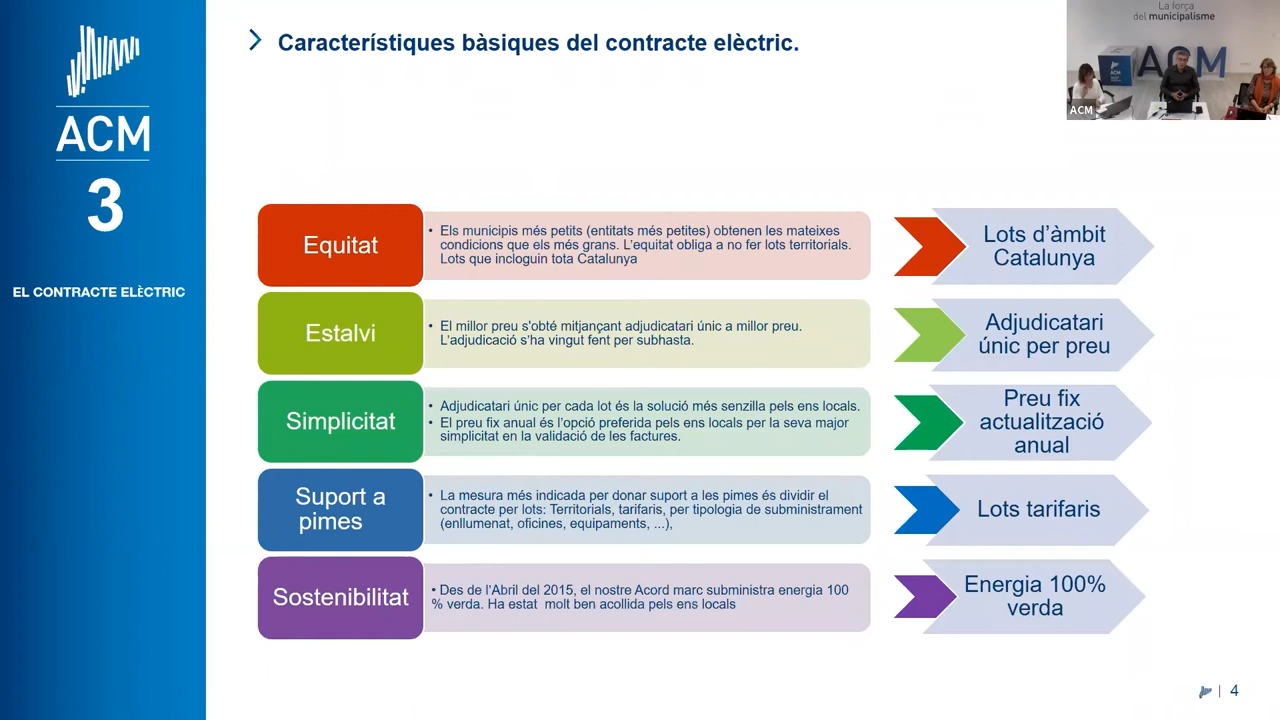 ACM
3
EL CONTRACTE ELÈCTRIC
Característiques bàsiques del contracte elèctric.
La força
del municipalisme
ACM
ACM
ACM
Equitat
• Els municipis més petits (entitats més petites) obtenen les mateixes
condicions que els més grans. L'equitat obliga a no fer lots territorials.
Lots que incloguin tota Catalunya
Lots d'àmbit
Catalunya
Estalvi
• El millor preu s'obté mitjançant adjudicatari únic a millor preu.
L'adjudicació s'ha vingut fent per subhasta.
Adjudicatari
únic per preu
Simplicitat
• Adjudicatari únic per cada lot és la solució més senzilla pels ens locals.
• El preu fix anual és l'opció preferida pels ens locals per la seva major
simplicitat en la validació de les factures.
Preu fix
actualització
anual
Suport a
pimes
• La mesura més indicada per donar suport a les pimes és dividir el
contracte per lots: Territorials, tarifaris, per tipologia de subministrament
(enllumenat, oficines, equipaments, ...),
Lots tarifaris
Sostenibilitat
• Des de l'Abril del 2015, el nostre Acord marc subministra energia 100
% verda. Ha estat molt ben acollida pels ens locals
Energia 100%
verda
| 4